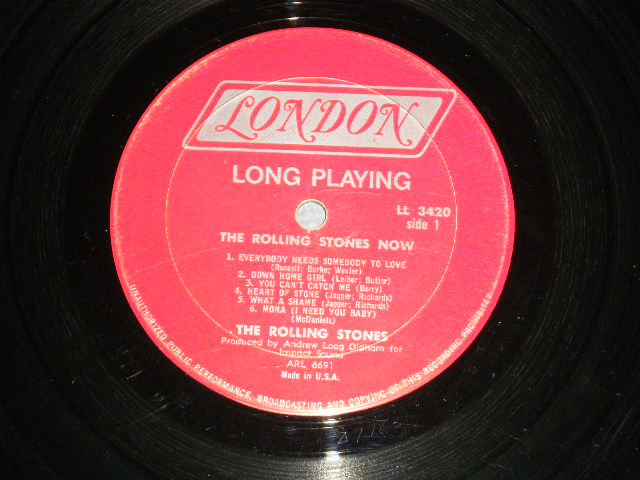 LONDON
LONG PLAYING
LL 3420
side 1
THE ROLLING STONES NOW
1. EVERYBODY NEEDS SOMEBODY TO LOVE
(Russell; Burke; Wexler)
2. DOWN HOME GIRL (Leiber; Butler)
3. YOU CAN'T CATCH ME (Berry)
4. HEART OF STONE (Jagger; Richards)
5. WHAT A SHAME (Jagger; Richards)
6. MONA (I NEED YOU BABY)
(McDaniels)
THE ROLLING STONES
Produced by Andrew Loog Oldham for
Impact Sound
ARL 6691
Made in U.S.A.
UNAUTHORIZED PUBLIC PERFORMANCE, BROADCASTING AND COPYING OF THIS RECORDING PROHIBITED